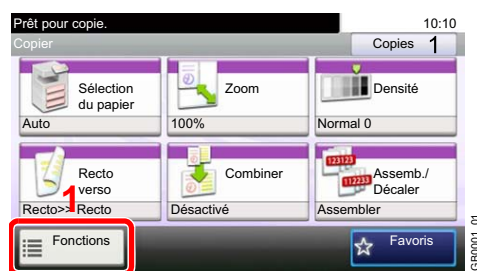 Prêt pour copie.
10:10
Copier
Copies 1
Sélection
du papier
Auto
Zoom
100%
Densité
Normal 0
Recto
verso
Recto>>Recto
1
Combiner
Désactivé
123123
112233
Assemb./
Décaler
Assembler
Fonctions
Favoris
GB0001_01